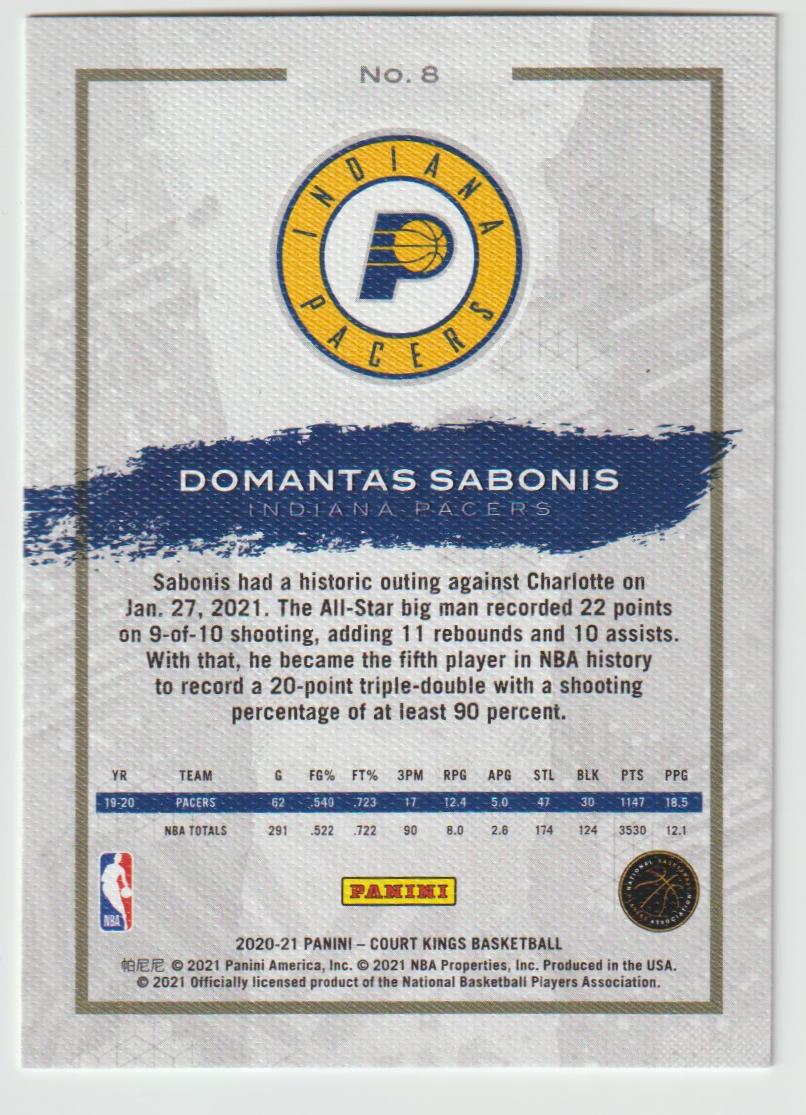 No. 8
INDIANA
PACERS
DOMANTAS SABONIS
INDIANA PACERS
Sabonis had a historic outing against Charlotte on
Jan. 27, 2021. The All-Star big man recorded 22 points
on 9-of-10 shooting, adding 11 rebounds and 10 assists.
With that, he became the fifth player in NBA history
to record a 20-point triple-double with a shooting
percentage of at least 90 percent.
YR TEAM G FG% FT% 3PM RPG APG STL BLK PTS PPG
19-20 PACERS 62 .540 .723 17 12.4 5.0 47 30 1147 18.5
NBA TOTALS 291 .522 .722 90 8.0 2.6 174 124 3530 12.1
NBA
PANINI
NATIONAL BASKETBALL
PLAYERS ASSOCIATION
2020-21 PANINI – COURT KINGS BASKETBALL
帕尼尼 © 2021 Panini America, Inc. © 2021 NBA Properties, Inc. Produced in the USA.
© 2021 Officially licensed product of the National Basketball Players Association.